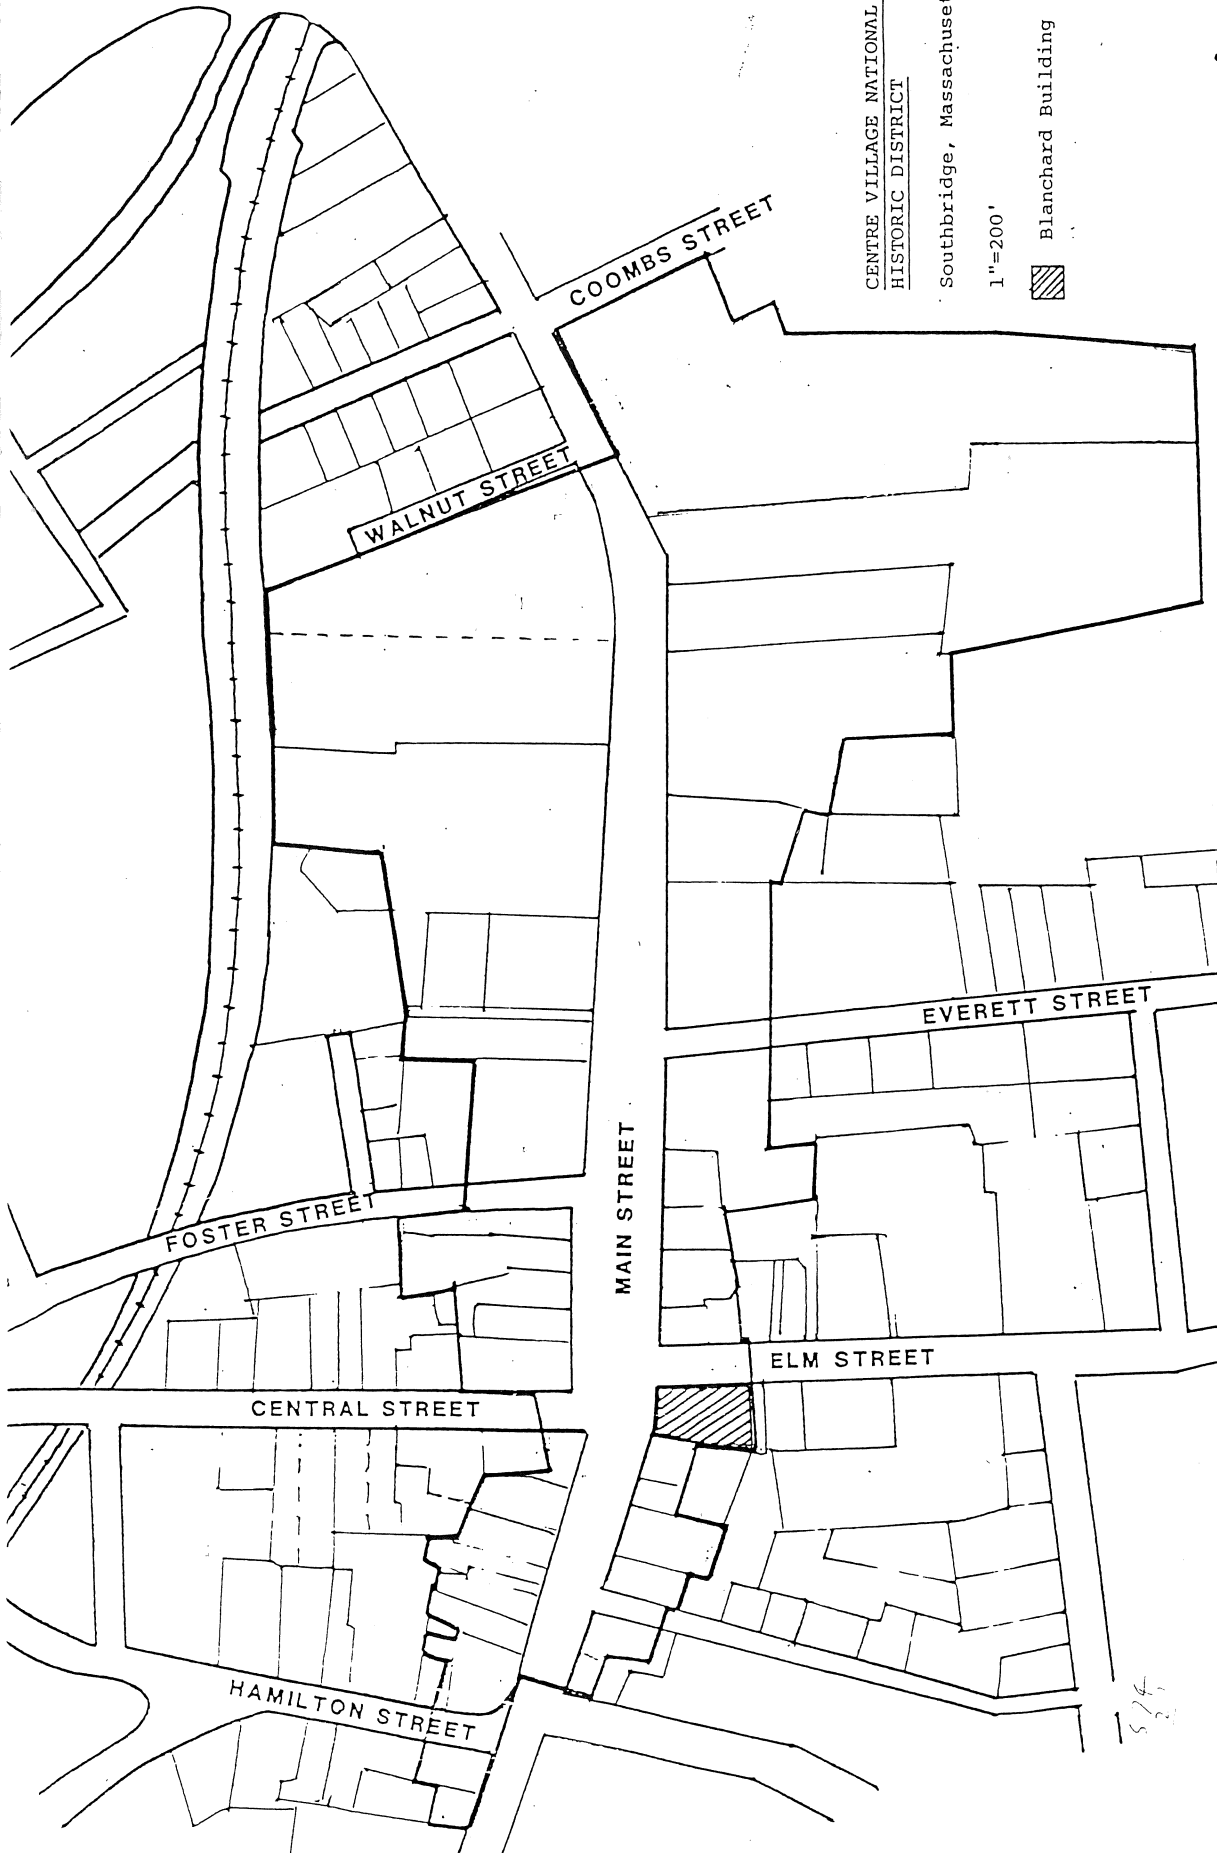 CENTRE VILLAGE NATIONAL
HISTORIC DISTRICT
Southbridge, Massachuset
1"=200'
Blanchard Building
COOMBS STREET
WALNUT STREET
EVERETT STREET
MAIN STREET
FOSTER STREET
ELM STREET
CENTRAL STREET
HAMILTON STREET